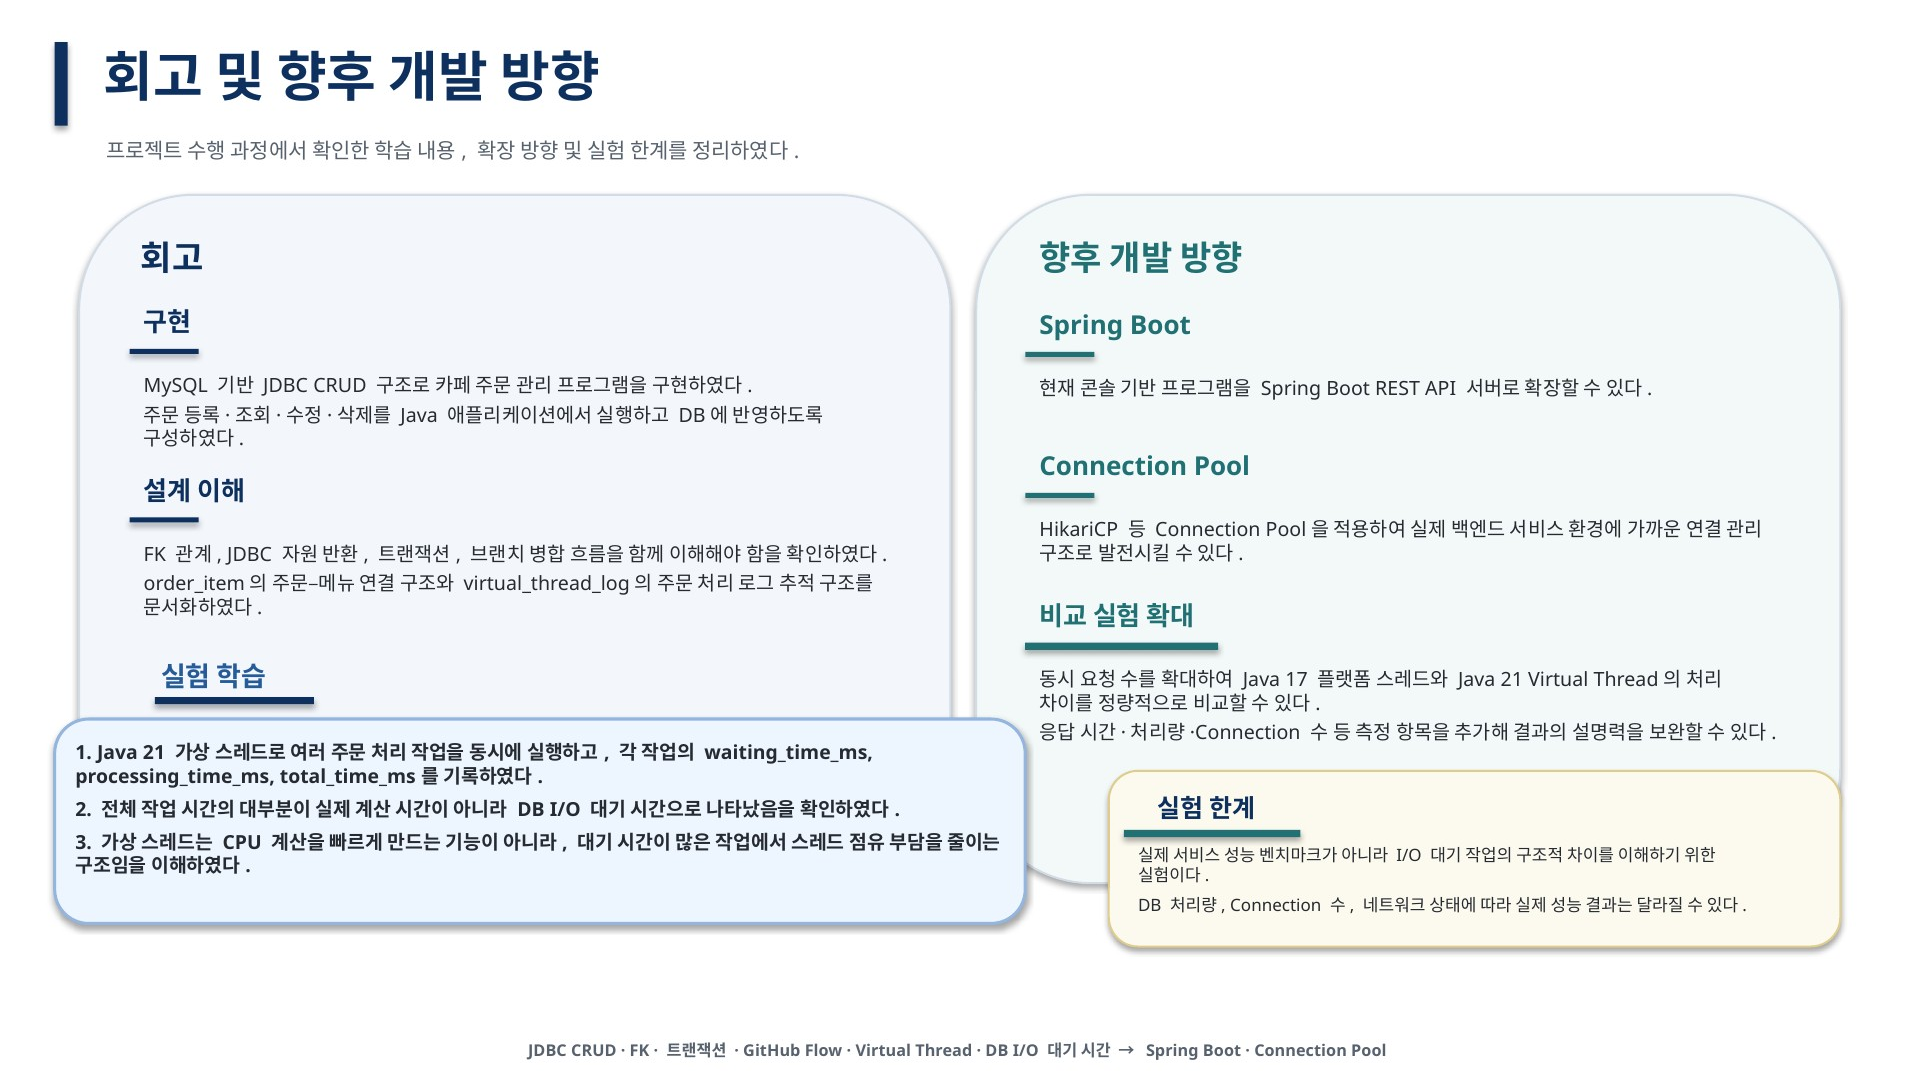 회고 및 향후 개발 방향
프로젝트 수행 과정에서 확인한 학습 내용 , 확장 방향 및 실험 한계를 정리하였다 .
회고
구현
MySQL 기반 JDBC CRUD 구조로 카페 주문 관리 프로그램을 구현하였다 .
주문 등록 · 조회 · 수정 · 삭제를 Java 애플리케이션에서 실행하고 DB 에 반영하도록
구성하였다 .
설계 이해
FK 관계 , JDBC 자원 반환 , 트랜잭션 , 브랜치 병합 흐름을 함께 이해해야 함을 확인하였다 .
order_item 의 주문–메뉴 연결 구조와 virtual_thread_log 의 주문 처리 로그 추적 구조를
문서화하였다 .
실험 학습
1. Java 21 가상 스레드로 여러 주문 처리 작업을 동시에 실행하고 , 각 작업의 waiting_time_ms,
processing_time_ms, total_time_ms 를 기록하였다 .
2. 전체 작업 시간의 대부분이 실제 계산 시간이 아니라 DB I/O 대기 시간으로 나타났음을 확인하였다 .
3. 가상 스레드는 CPU 계산을 빠르게 만드는 기능이 아니라 , 대기 시간이 많은 작업에서 스레드 점유 부담을 줄이는
구조임을 이해하였다 .
향후 개발 방향
Spring Boot
현재 콘솔 기반 프로그램을 Spring Boot REST API 서버로 확장할 수 있다 .
Connection Pool
HikariCP 등 Connection Pool 을 적용하여 실제 백엔드 서비스 환경에 가까운 연결 관리
구조로 발전시킬 수 있다 .
비교 실험 확대
동시 요청 수를 확대하여 Java 17 플랫폼 스레드와 Java 21 Virtual Thread 의 처리
차이를 정량적으로 비교할 수 있다 .
응답 시간 · 처리량 ·Connection 수 등 측정 항목을 추가해 결과의 설명력을 보완할 수 있다 .
실험 한계
실제 서비스 성능 벤치마크가 아니라 I/O 대기 작업의 구조적 차이를 이해하기 위한
실험이다 .
DB 처리량 , Connection 수 , 네트워크 상태에 따라 실제 성능 결과는 달라질 수 있다 .
JDBC CRUD · FK · 트랜잭션 · GitHub Flow · Virtual Thread · DB I/O 대기 시간 → Spring Boot · Connection Pool